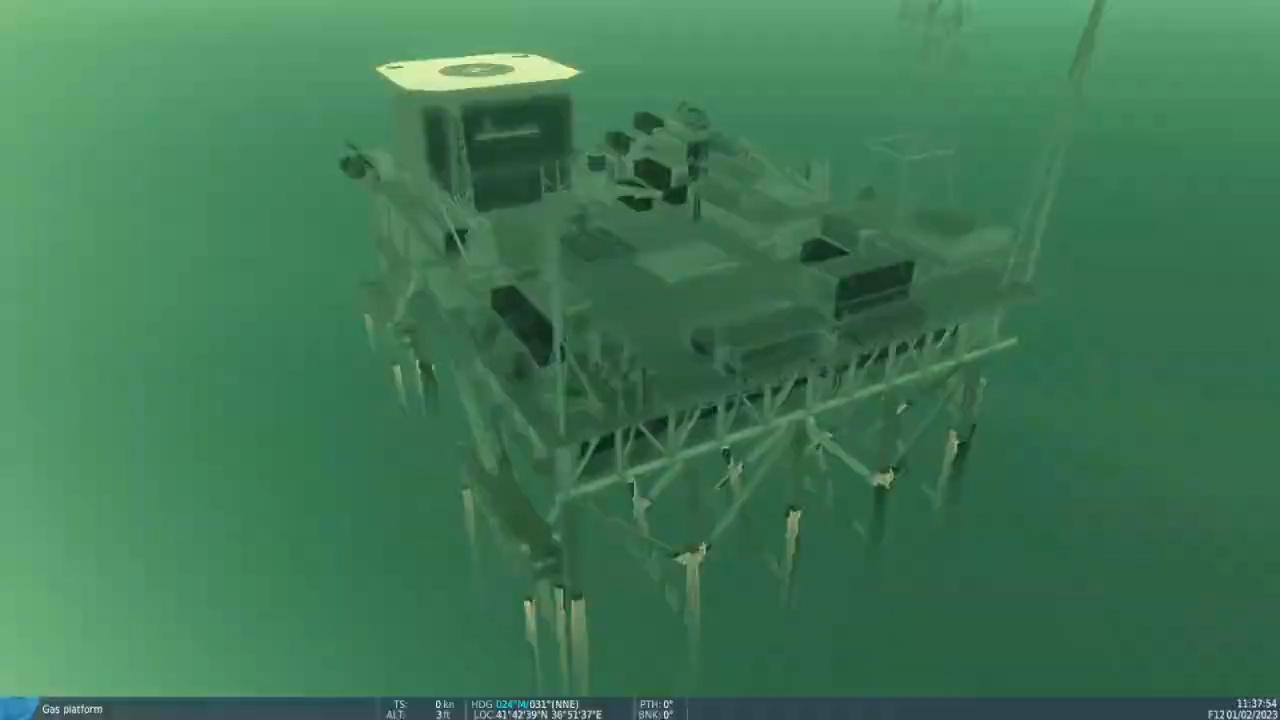 Gas platform
TS: 0 kn
ALT: 3 ft
HDG 024°M/031°(NNE)
LOC 41°42'39"N 36°51'37"E
PTH: 0°
BNK: 0°
11:37:54
F12 01/02/2023